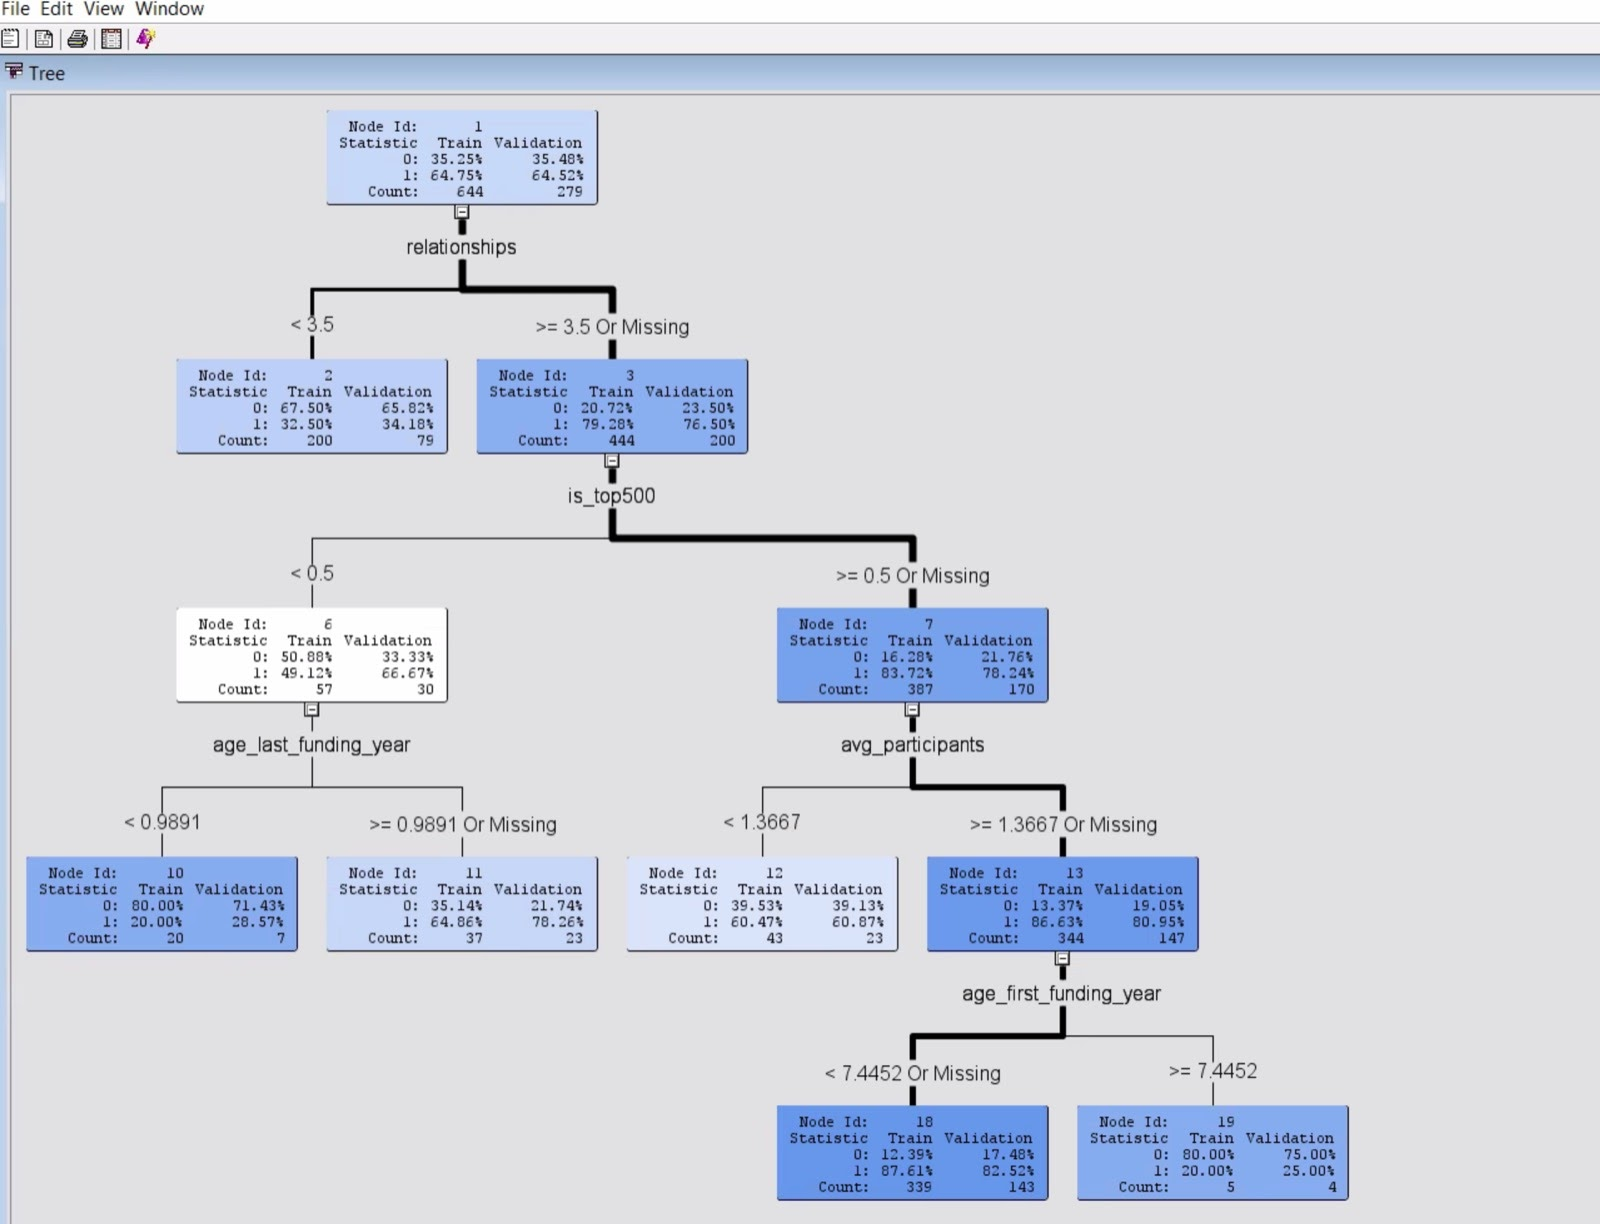 File Edit View Window
Tree
Node Id: 1
Statistic Train Validation
0: 35.25% 35.48%
1: 64.75% 64.52%
Count: 644 279
relationships
< 3.5
>= 3.5 Or Missing
Node Id: 2
Statistic Train Validation
0: 67.50% 65.82%
1: 32.50% 34.18%
Count: 200 79
Node Id: 3
Statistic Train Validation
0: 20.72% 23.50%
1: 79.28% 76.50%
Count: 444 200
is_top500
< 0.5
>= 0.5 Or Missing
Node Id: 6
Statistic Train Validation
0: 50.88% 33.33%
1: 49.12% 66.67%
Count: 57 30
Node Id: 7
Statistic Train Validation
0: 16.28% 21.76%
1: 83.72% 78.24%
Count: 387 170
age_last_funding_year
avg_participants
< 0.9891
>= 0.9891 Or Missing
< 1.3667
>= 1.3667 Or Missing
Node Id: 10
Statistic Train Validation
0: 80.00% 71.43%
1: 20.00% 28.57%
Count: 20 7
Node Id: 11
Statistic Train Validation
0: 35.14% 21.74%
1: 64.86% 78.26%
Count: 37 23
Node Id: 12
Statistic Train Validation
0: 39.53% 39.13%
1: 60.47% 60.87%
Count: 43 23
Node Id: 13
Statistic Train Validation
0: 13.37% 19.05%
1: 86.63% 80.95%
Count: 344 147
age_first_funding_year
< 7.4452 Or Missing
>= 7.4452
Node Id: 18
Statistic Train Validation
0: 12.39% 17.48%
1: 87.61% 82.52%
Count: 339 143
Node Id: 19
Statistic Train Validation
0: 80.00% 75.00%
1: 20.00% 25.00%
Count: 5 4